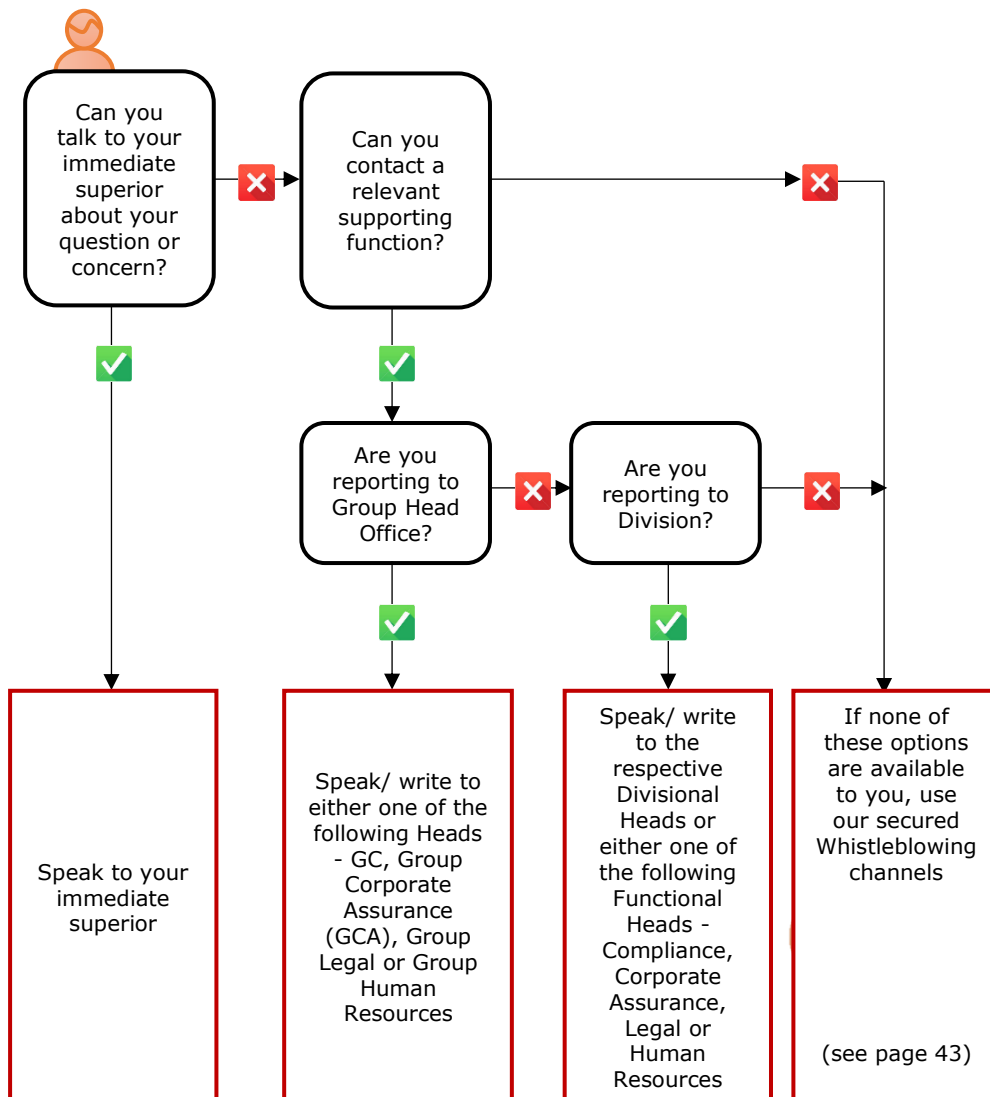 Can you
talk to your
immediate
superior
about your
question or
concern?
Can you
contact a
relevant
supporting
function?
Are you
reporting to
Group Head
Office?
Are you
reporting to
Division?
Speak to your
immediate
superior
Speak/ write to
either one of the
following Heads
- GC, Group
Corporate
Assurance
(GCA), Group
Legal or Group
Human
Resources
Speak/ write
to the
respective
Divisional
Heads or
either one of
the following
Functional
Heads -
Compliance,
Corporate
Assurance,
Legal or
Human
Resources
If none of
these options
are available
to you, use
our secured
Whistleblowing
channels
(see page 43)